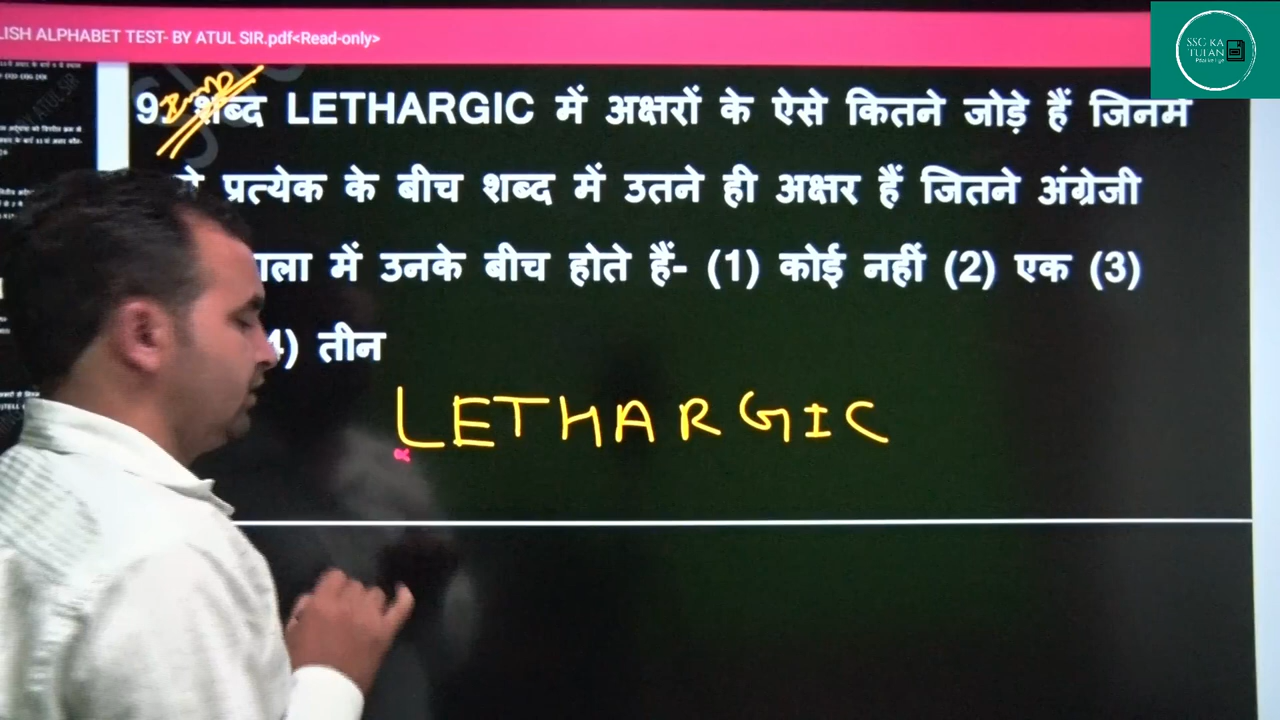 LISH ALPHABET TEST- BY ATUL SIR.pdf<Read-only>
SSC KA
TUFAN
9. शब्द LETHARGIC में अक्षरों के ऐसे कितने जोड़े हैं जिनमें
प्रत्येक के बीच शब्द में उतने ही अक्षर हैं जितने अंग्रेजी
में उनके बीच होते हैं- (1) कोई नहीं (2) एक (3)
4) तीन
LETHARGIC